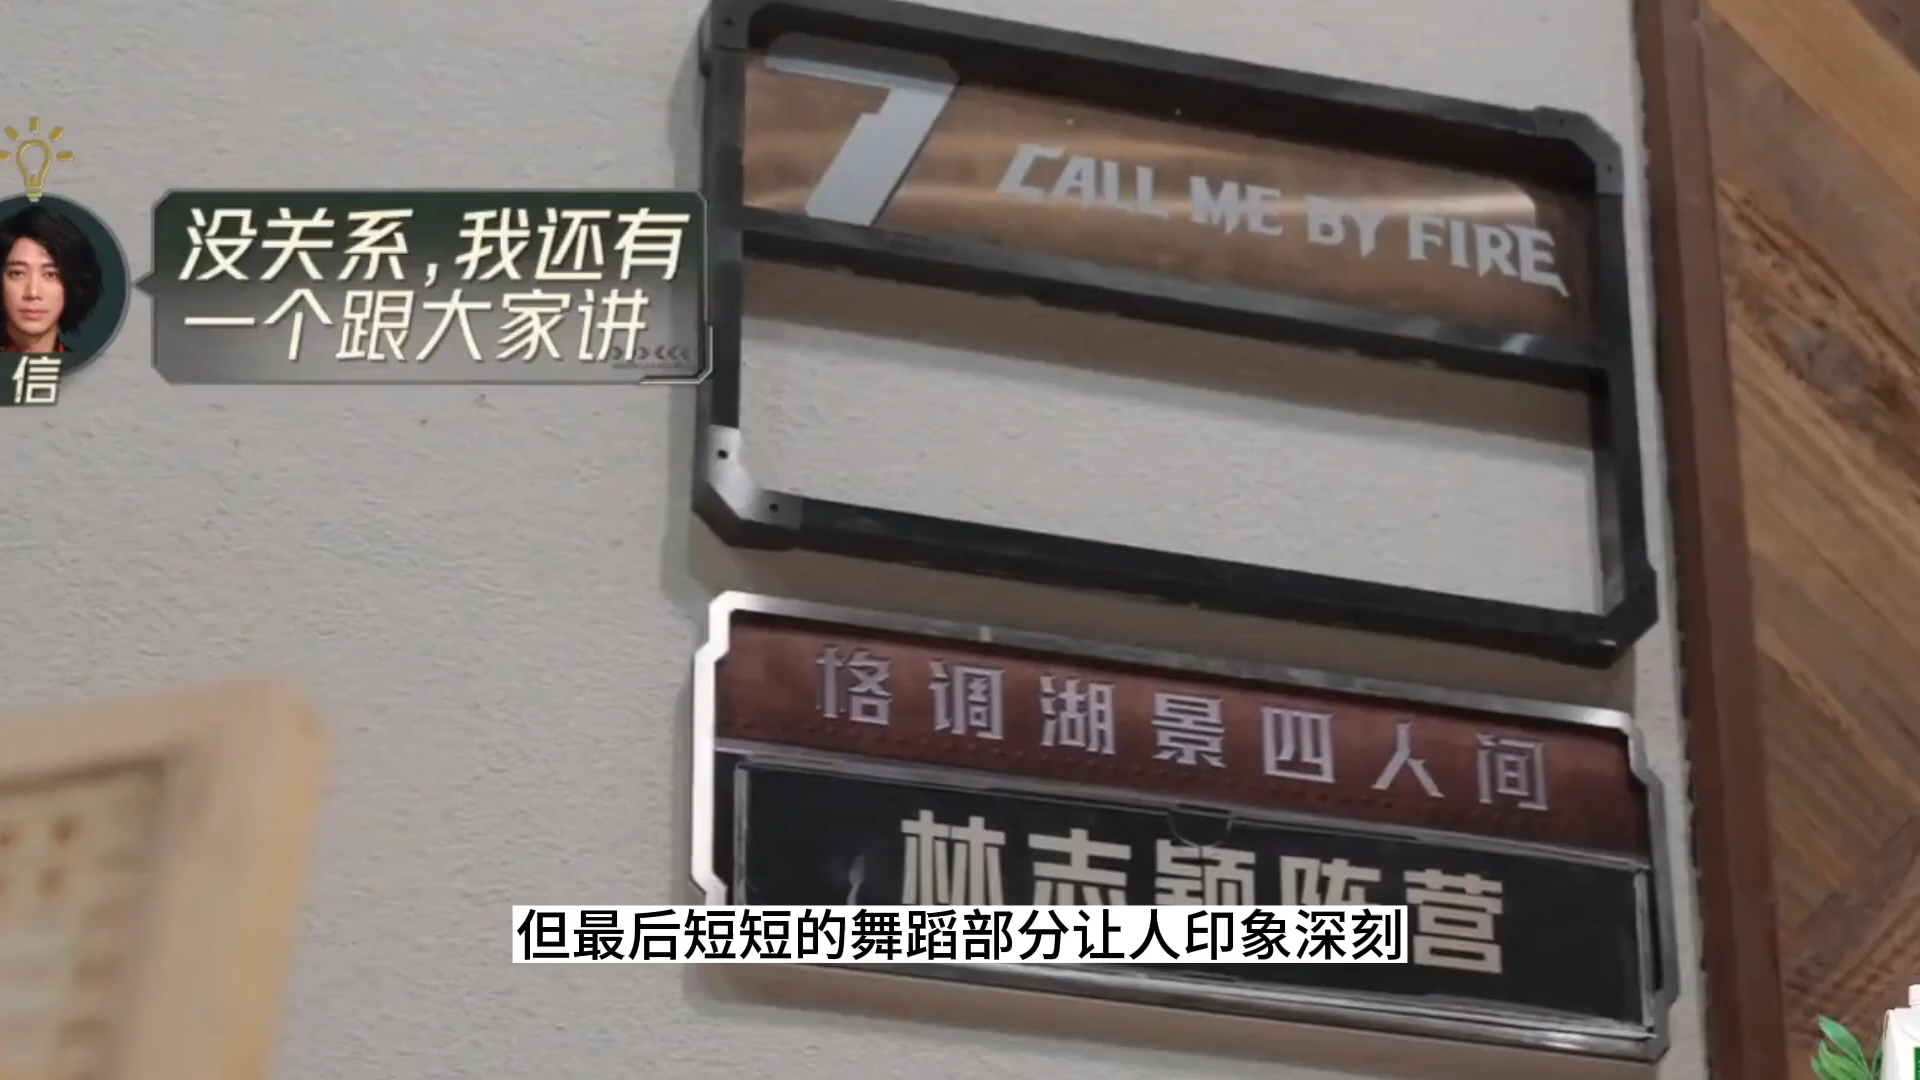 没关系,我还有
一个跟大家讲
信
7 CALL ME BY FIRE
恪调湖景四人间
林志颖阵营
但最后短短的舞蹈部分让人印象深刻